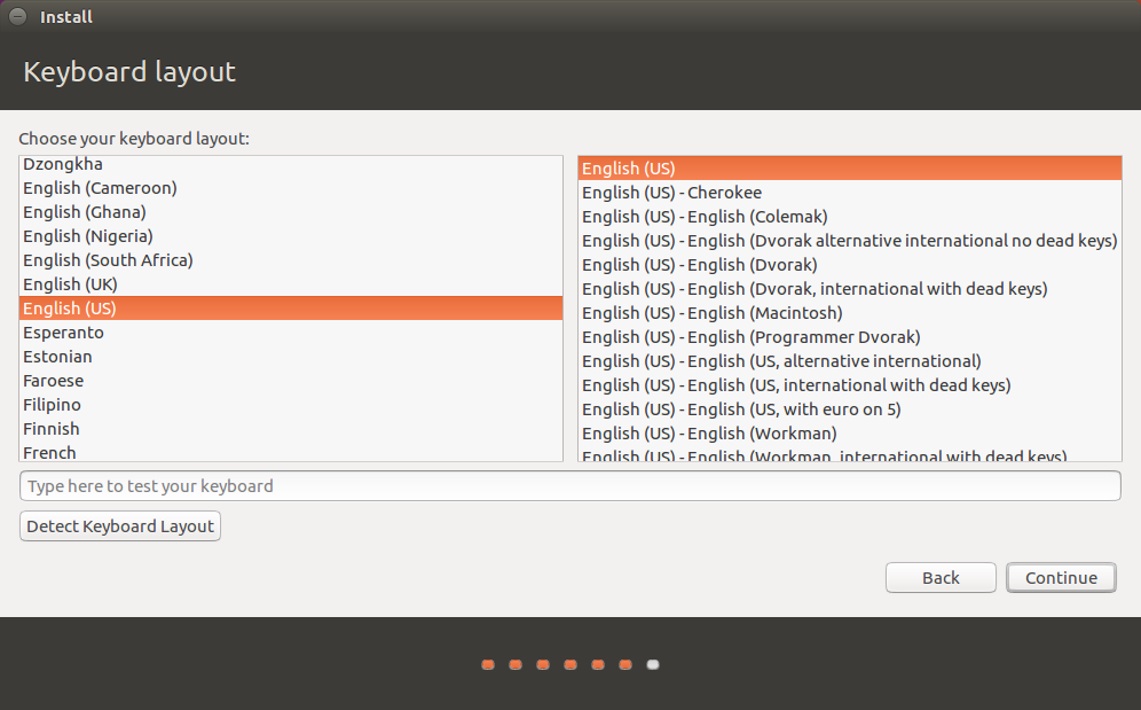 Install
Keyboard layout
Choose your keyboard layout:
Dzongkha
English (Cameroon)
English (Ghana)
English (Nigeria)
English (South Africa)
English (UK)
English (US)
Esperanto
Estonian
Faroese
Filipino
Finnish
French
English (US)
English (US) - Cherokee
English (US) - English (Colemak)
English (US) - English (Dvorak alternative international no dead keys)
English (US) - English (Dvorak)
English (US) - English (Dvorak, international with dead keys)
English (US) - English (Macintosh)
English (US) - English (Programmer Dvorak)
English (US) - English (US, alternative international)
English (US) - English (US, international with dead keys)
English (US) - English (US, with euro on 5)
English (US) - English (Workman)
English (US) - English (Workman, international with dead keys)
Type here to test your keyboard
Detect Keyboard Layout
Back
Continue